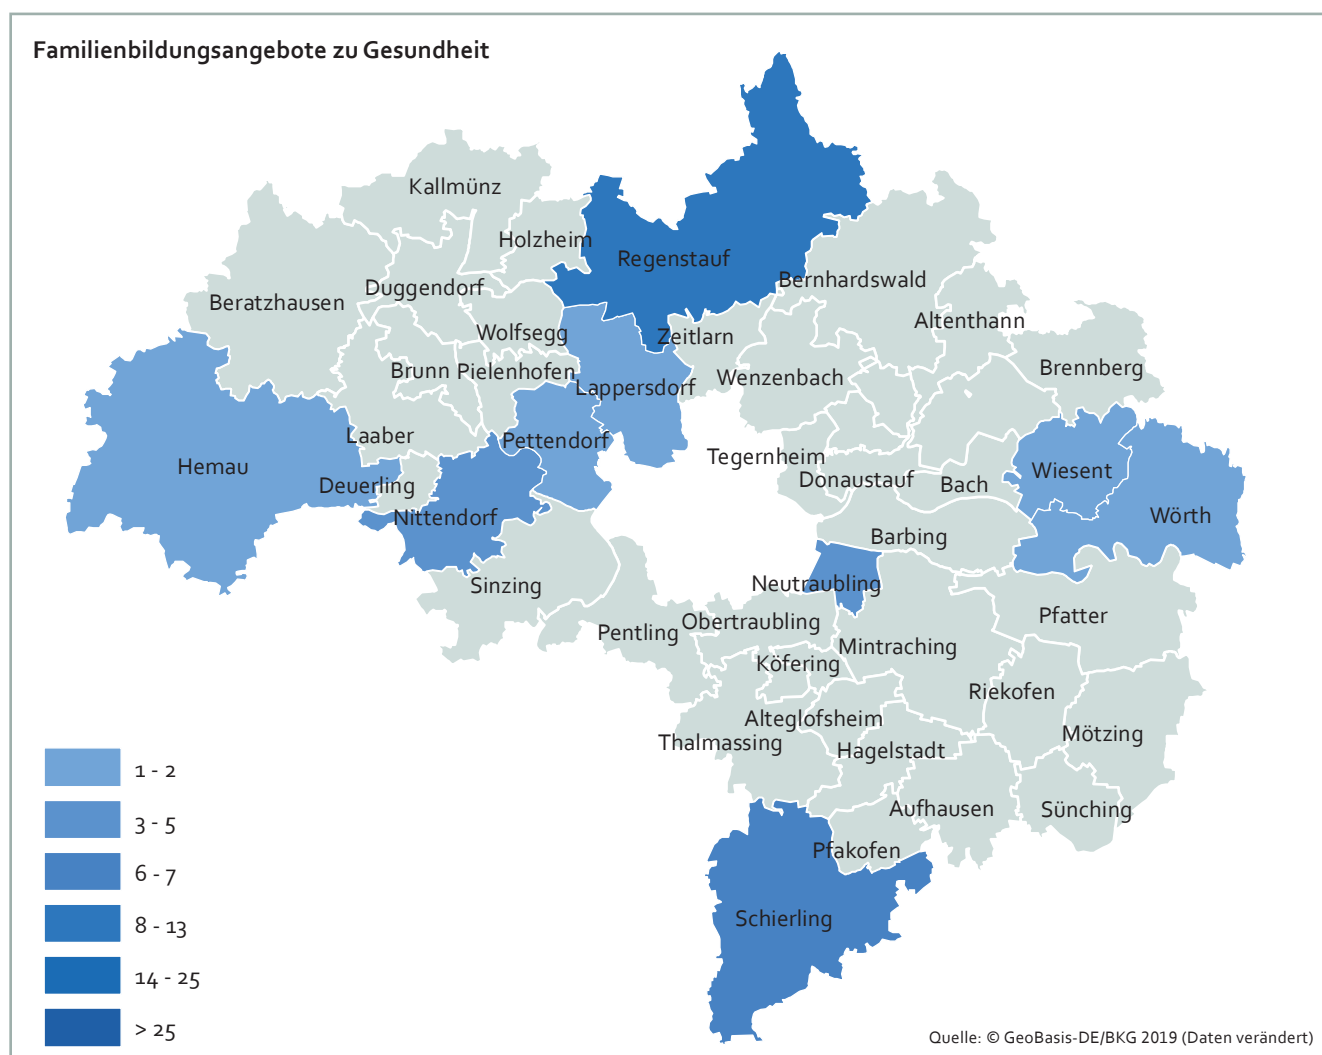 Familienbildungsangebote zu Gesundheit
Kallmünz
Holzheim
Regenstauf
Bernhardswald
Duggendorf
Beratzhausen
Altenthann
Wolfsegg
Zeitlarn
Brunn
Pielenhofen
Lappersdorf
Wenzenbach
Brennberg
Laaber
Pettendorf
Tegernheim
Hemau
Deuerling
Donaustauf
Bach
Wiesent
Nittendorf
Wörth
Barbing
Sinzing
Neutraubling
Pfatter
Pentling
Obertraubling
Mintraching
Köfering
Riekofen
Alteglofsheim
Mötzing
Thalmassing
Hagelstadt
Aufhausen
Sünching
Pfakofen
Schierling
1 - 2
3 - 5
6 - 7
8 - 13
14 - 25
> 25
Quelle: © GeoBasis-DE/BKG 2019 (Daten verändert)